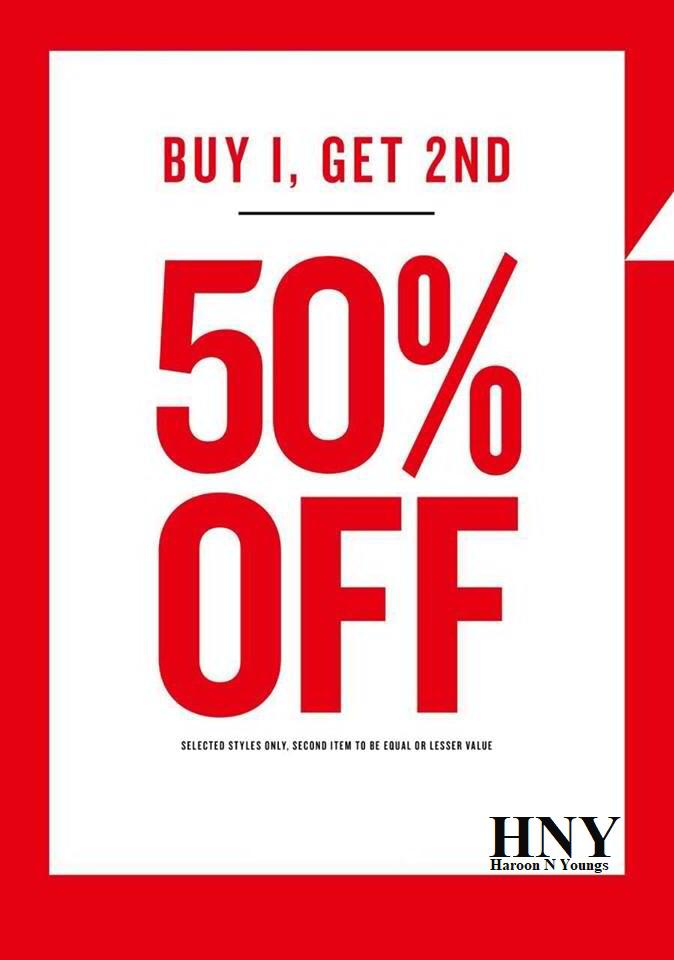 BUY 1, GET 2ND
50%
OFF
SELECTED STYLES ONLY, SECOND ITEM TO BE EQUAL OR LESSER VALUE
HNY
Haroon N Youngs